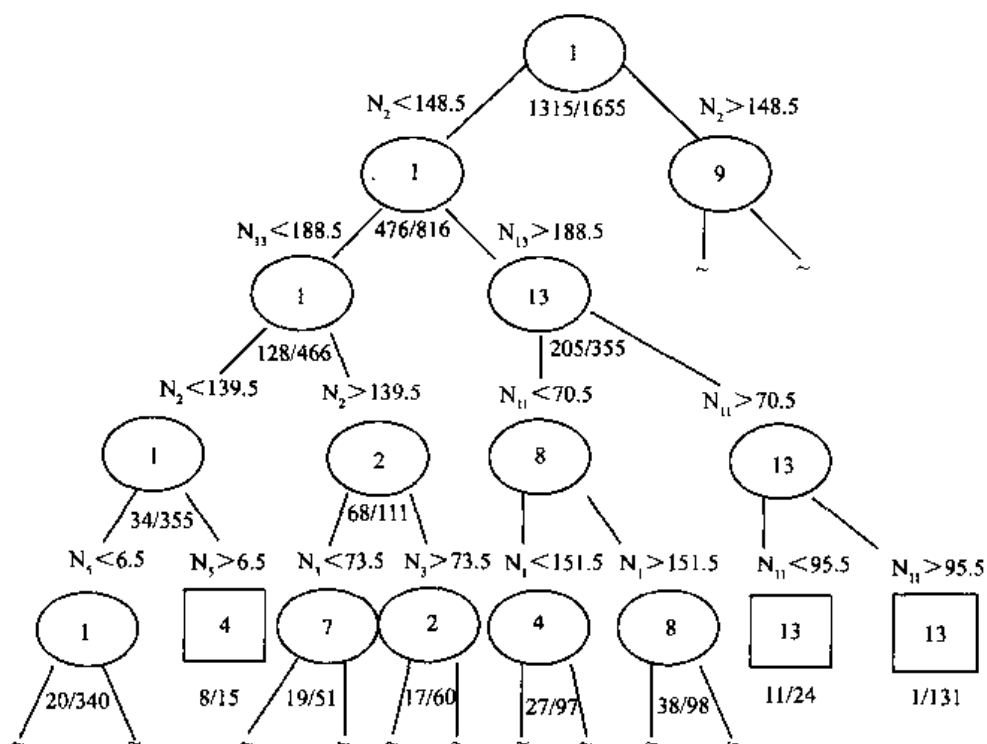 1
1315/1655
N₂<148.5
N₂>148.5
1
9
476/816
N₁₃<188.5
N₁₃>188.5
~ ~
1
13
128/466
205/355
N₂<139.5
N₂>139.5
N₁₁<70.5
N₁₁>70.5
1
2
8
13
34/355
68/111
N₅<6.5
N₅>6.5
N₃<73.5
N₃>73.5
N₁<151.5
N₁>151.5
N₁₁<95.5
N₁₁>95.5
1
4
7
2
4
8
13
13
20/340
8/15
19/51
17/60
27/97
38/98
11/24
1/131
~ ~ ~ ~ ~ ~ ~ ~ ~ ~